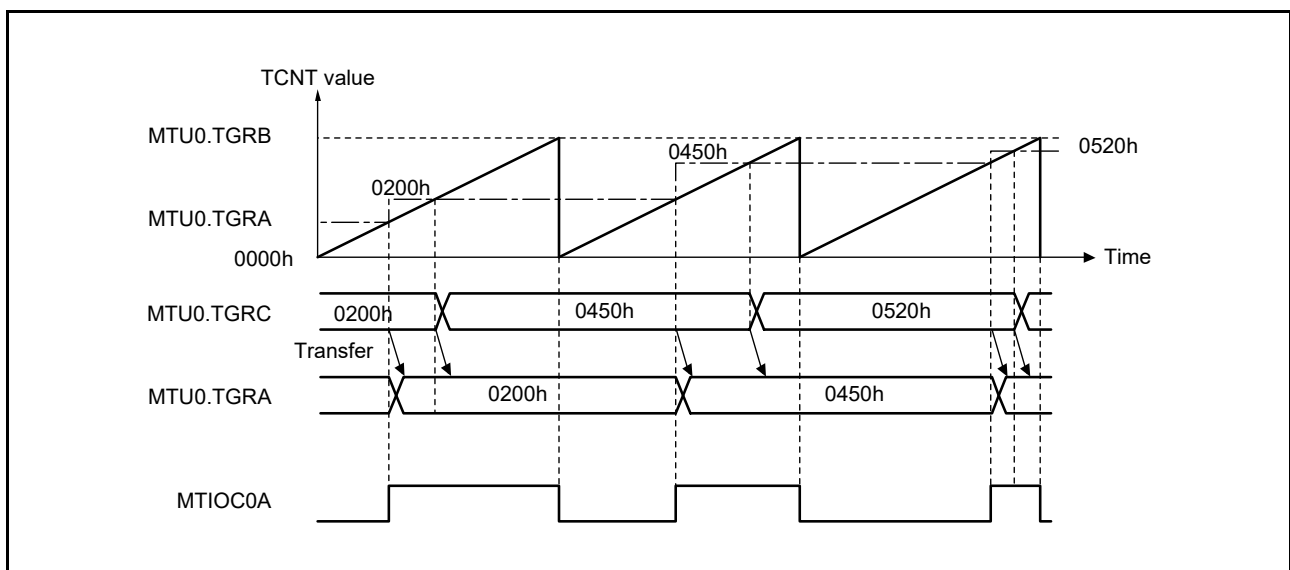 TCNT value
MTU0.TGRB
0520h
0450h
0200h
MTU0.TGRA
0000h
Time
MTU0.TGRC
0200h
0450h
0520h
Transfer
MTU0.TGRA
0200h
0450h
MTIOC0A